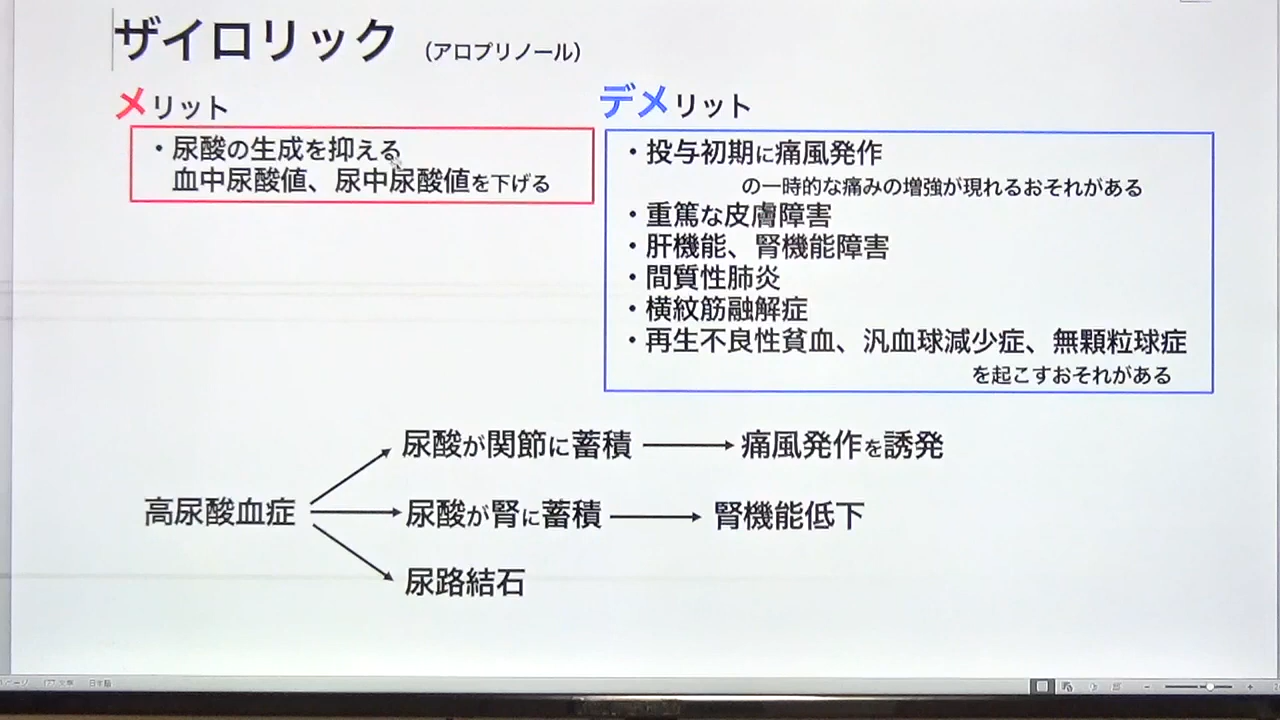 ザイロリック （アロプリノール）
メリット
・尿酸の生成を抑える
血中尿酸値、尿中尿酸値を下げる
デメリット
・投与初期に痛風発作
の一時的な痛みの増強が現れるおそれがある
・重篤な皮膚障害
・肝機能、腎機能障害
・間質性肺炎
・横紋筋融解症
・再生不良性貧血、汎血球減少症、無顆粒球症
を起こすおそれがある
高尿酸血症
尿酸が関節に蓄積
痛風発作を誘発
尿酸が腎に蓄積
腎機能低下
尿路結石
日本語